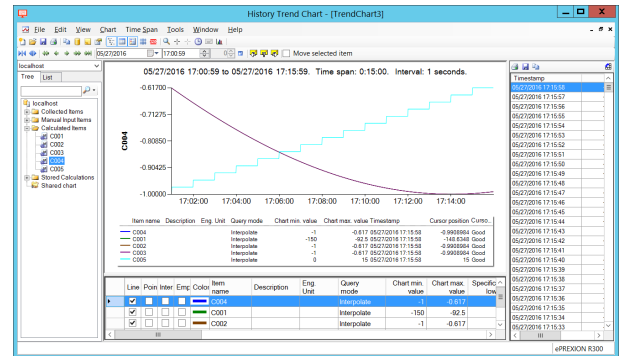 History Trend Chart - [TrendChart3]
File Edit View Chart Time Span Tools Window Help
05/27/2016 17:00:59 0 Move selected item
localhost
Tree List
localhost
Collected Items
Manual Input Items
Calculated Items
C001
C002
C003
C004
C005
Stored Calculations
Shared chart
05/27/2016 17:00:59 to 05/27/2016 17:15:59. Time span: 0:15:00. Interval: 1 seconds.
C004
-0.61700
-0.71275
-0.80850
-0.90425
-1.00000
17:02:00 17:04:00 17:06:00 17:08:00 17:10:00 17:12:00 17:14:00
Item name Description Eng. Unit Query mode Chart min. value Chart max. value Timestamp Cursor position Curso...
C004 Interpolate -1 -0.617 05/27/2016 17:15:58 -0.9908984 Good
C001 Interpolate -150 -92.5 05/27/2016 17:15:58 -148.6348 Good
C002 Interpolate -1 -0.617 05/27/2016 17:15:58 -0.9908984 Good
C003 Interpolate -1 -0.617 05/27/2016 17:15:58 -0.9908984 Good
C005 Interpolate 0 15 05/27/2016 17:15:58 15 Good
Line Poin Inter Emp Color Item name Description Eng. Unit Query mode Chart min. value Chart max. value Specific low
C004 Interpolate -1 -0.617
C001 Interpolate -150 -92.5
C002 Interpolate -1 -0.617
Timestamp
05/27/2016 17:15:58
05/27/2016 17:15:57
05/27/2016 17:15:56
05/27/2016 17:15:55
05/27/2016 17:15:54
05/27/2016 17:15:53
05/27/2016 17:15:52
05/27/2016 17:15:51
05/27/2016 17:15:50
05/27/2016 17:15:49
05/27/2016 17:15:48
05/27/2016 17:15:47
05/27/2016 17:15:46
05/27/2016 17:15:45
05/27/2016 17:15:44
05/27/2016 17:15:43
05/27/2016 17:15:42
05/27/2016 17:15:41
05/27/2016 17:15:40
05/27/2016 17:15:39
05/27/2016 17:15:38
05/27/2016 17:15:37
05/27/2016 17:15:36
05/27/2016 17:15:35
05/27/2016 17:15:34
05/27/2016 17:15:33
ePREXION R300